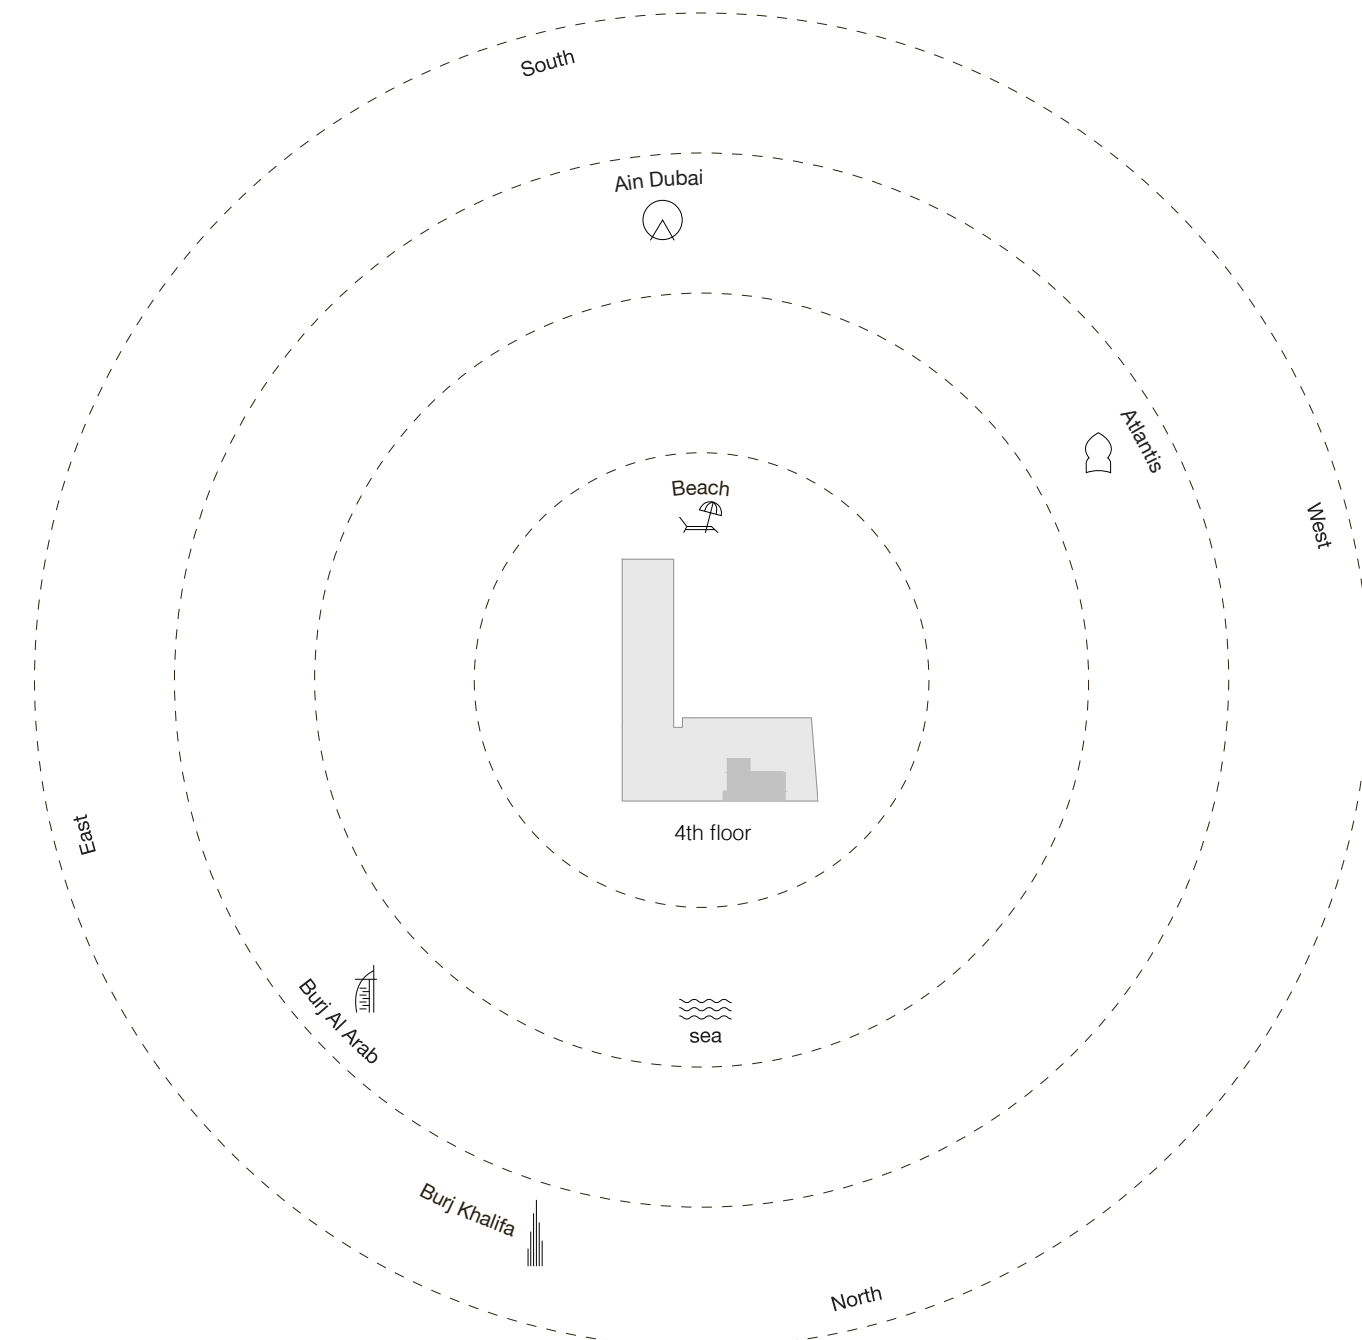 South
Ain Dubai
Atlantis
Beach
West
4th floor
East
Burj Al Arab
sea
Burj Khalifa
North